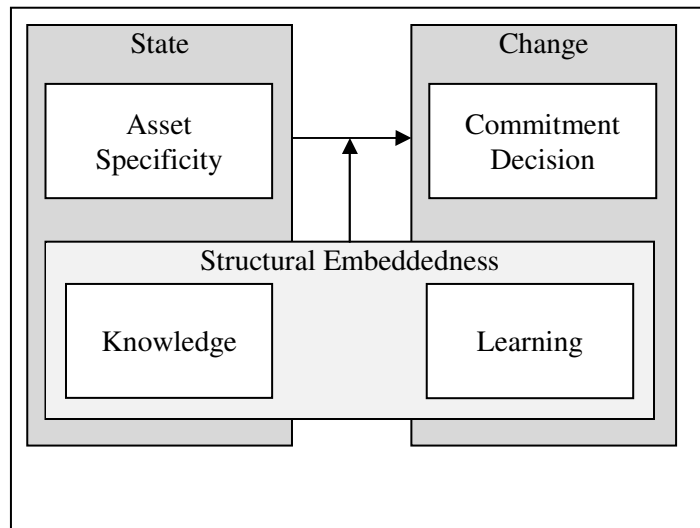 State
Change
Asset
Specificity
Commitment
Decision
Structural Embeddedness
Knowledge
Learning